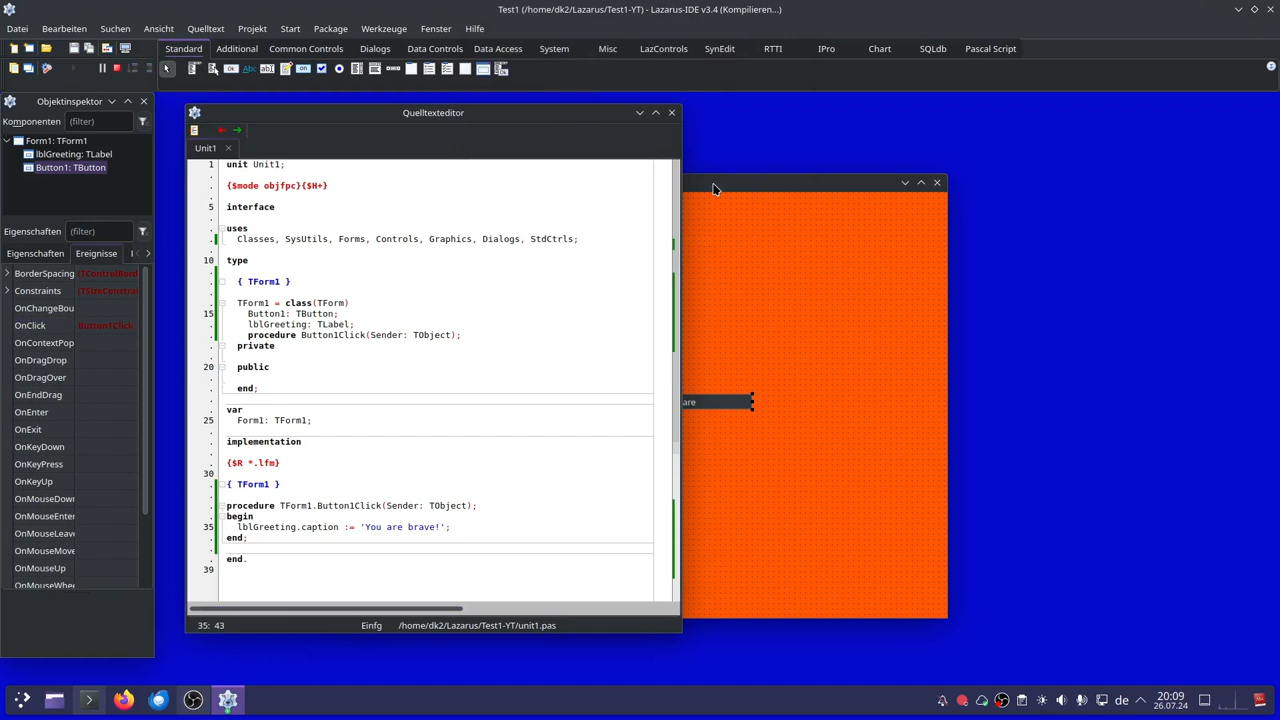 Test1 (/home/dk2/Lazarus/Test1-YT) - Lazarus-IDE v3.4 (Kompilieren...)
Datei Bearbeiten Suchen Ansicht Quelltext Projekt Start Package Werkzeuge Fenster Hilfe
Standard Additional Common Controls Dialogs Data Controls Data Access System Misc LazControls SynEdit RTTI IPro Chart SQLdb Pascal Script
Objektinspektor
Komponenten (filter)
Form1: TForm1
lblGreeting: TLabel
Button1: TButton
Eigenschaften (filter)
Eigenschaften Ereignisse
BorderSpacing (TControlBord
Constraints (TSizeConstrai
OnChangeBou
OnClick Button1Click
OnContextPop
OnDragDrop
OnDragOver
OnEndDrag
OnEnter
OnExit
OnKeyDown
OnKeyPress
OnKeyUp
OnMouseDown
OnMouseEnter
OnMouseLeave
OnMouseMove
OnMouseUp
OnMouseWhe
Quelltexteditor
Unit1
1 unit Unit1;
{$mode objfpc}{$H+}
5 interface
uses
Classes, SysUtils, Forms, Controls, Graphics, Dialogs, StdCtrls;
10 type
{ TForm1 }
TForm1 = class(TForm)
15 Button1: TButton;
lblGreeting: TLabel;
procedure Button1Click(Sender: TObject);
private
20 public
end;
var
25 Form1: TForm1;
implementation
{$R *.lfm}
30
{ TForm1 }
procedure TForm1.Button1Click(Sender: TObject);
begin
35 lblGreeting.caption := 'You are brave!';
end;
end.
39
35: 43 Einfg /home/dk2/Lazarus/Test1-YT/unit1.pas
are
de
20:09
26.07.24